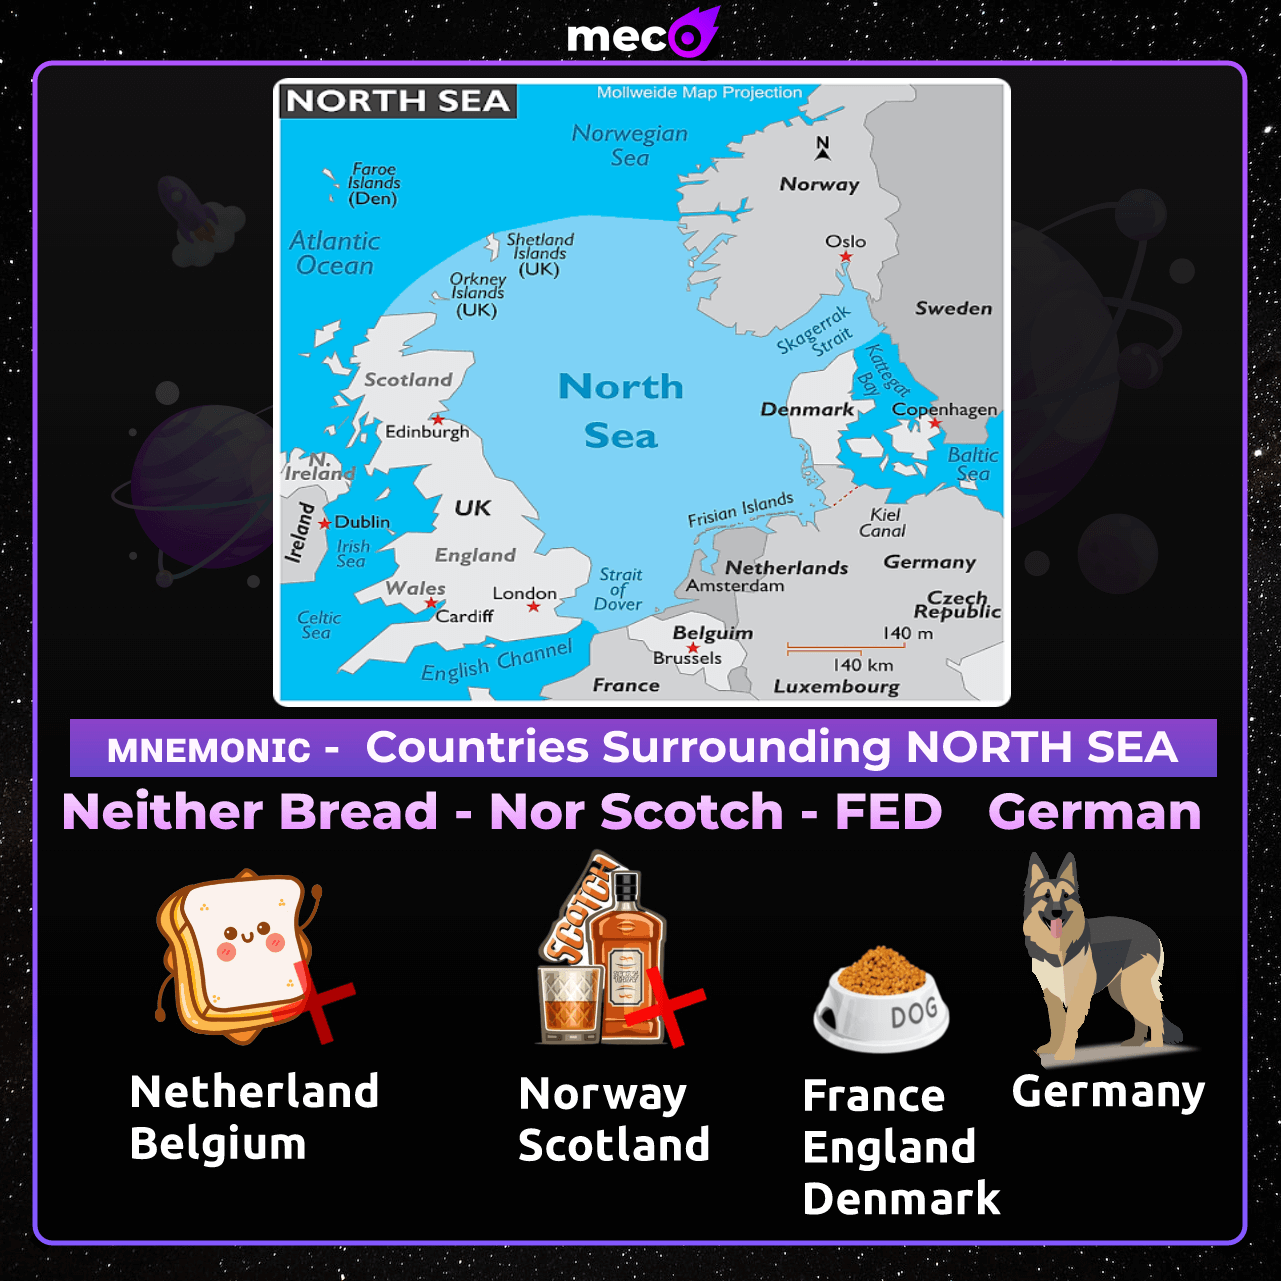 meco
NORTH SEA
Mollweide Map Projection
Norwegian
Sea
N
Faroe
Islands
(Den)
Norway
Atlantic
Ocean
Shetland
Islands
(UK)
Oslo
Orkney
Islands
(UK)
Sweden
Skagerrak
Strait
Kattegat
Bay
Scotland
North
Sea
Denmark
Copenhagen
Edinburgh
Baltic
Sea
N.
Ireland
Frisian Islands
UK
Kiel
Canal
Ireland
Dublin
Irish
Sea
England
Germany
Netherlands
Amsterdam
Wales
London
Strait
of
Dover
Czech
Republic
Cardiff
Celtic
Sea
Belguim
Brussels
140 m
140 km
English Channel
France
Luxembourg
MNEMONIC - Countries Surrounding NORTH SEA
Neither Bread - Nor Scotch - FED German
SCOTCH
DOG
Netherland
Belgium
Norway
Scotland
France
England
Denmark
Germany